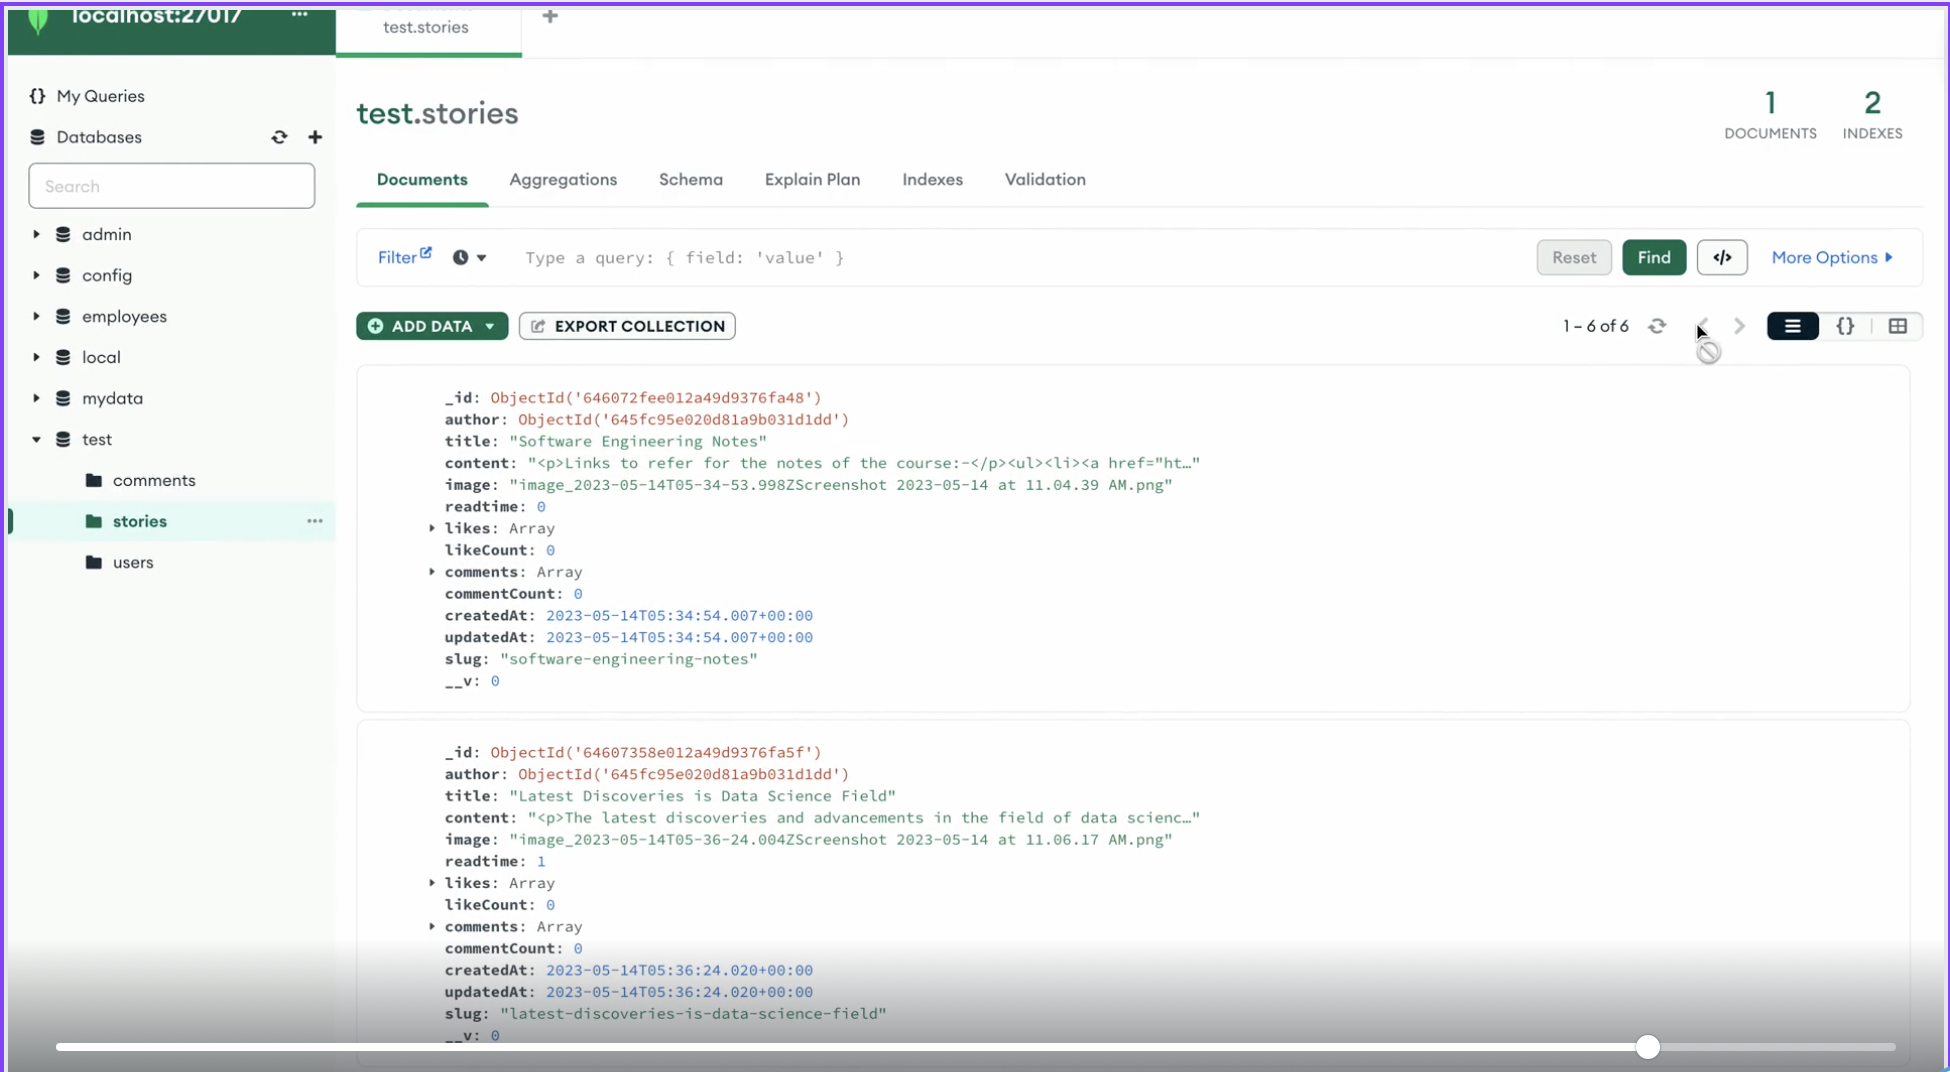 localhost:27017 ...
test.stories
+
{} My Queries
Databases
Search
admin
config
employees
local
mydata
test
comments
stories
users
test.stories
1
DOCUMENTS
2
INDEXES
Documents Aggregations Schema Explain Plan Indexes Validation
Filter Type a query: { field: 'value' } Reset Find </> More Options
ADD DATA EXPORT COLLECTION 1 – 6 of 6 {}
_id: ObjectId('646072fee012a49d9376fa48')
author: ObjectId('645fc95e020d81a9b031d1dd')
title: "Software Engineering Notes"
content: "<p>Links to refer for the notes of the course:-</p><ul><li><a href="ht…"
image: "image_2023-05-14T05-34-53.998ZScreenshot 2023-05-14 at 11.04.39 AM.png"
readtime: 0
likes: Array
likeCount: 0
comments: Array
commentCount: 0
createdAt: 2023-05-14T05:34:54.007+00:00
updatedAt: 2023-05-14T05:34:54.007+00:00
slug: "software-engineering-notes"
__v: 0
_id: ObjectId('64607358e012a49d9376fa5f')
author: ObjectId('645fc95e020d81a9b031d1dd')
title: "Latest Discoveries is Data Science Field"
content: "<p>The latest discoveries and advancements in the field of data scienc…"
image: "image_2023-05-14T05-36-24.004ZScreenshot 2023-05-14 at 11.06.17 AM.png"
readtime: 1
likes: Array
likeCount: 0
comments: Array
commentCount: 0
createdAt: 2023-05-14T05:36:24.020+00:00
updatedAt: 2023-05-14T05:36:24.020+00:00
slug: "latest-discoveries-is-data-science-field"
__v: 0